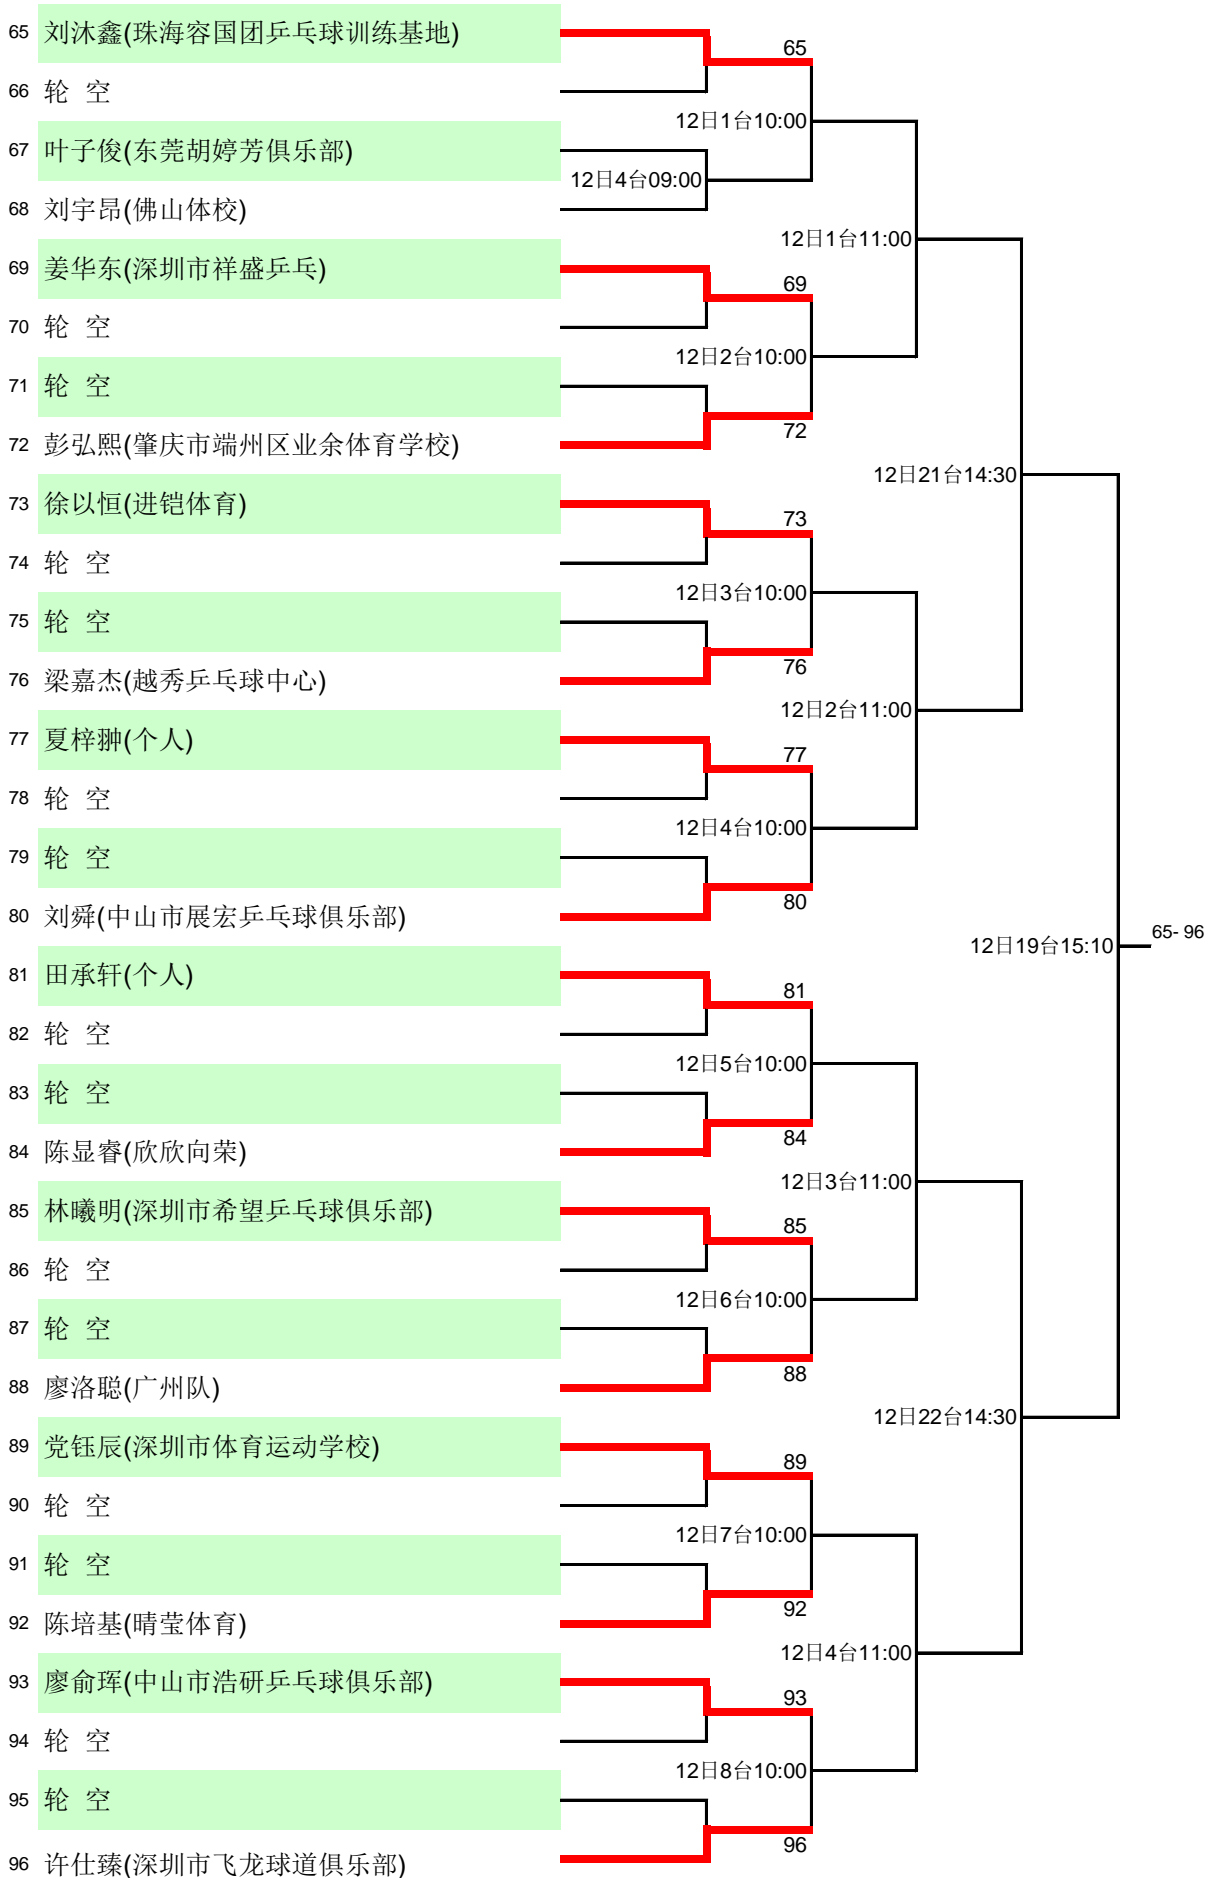 65 刘沐鑫(珠海容国团乒乓球训练基地)
65
66 轮 空
12日1台10:00
67 叶子俊(东莞胡婷芳俱乐部)
12日4台09:00
68 刘宇昂(佛山体校)
12日1台11:00
69 姜华东(深圳市祥盛乒乓)
69
70 轮 空
12日2台10:00
71 轮 空
72
72 彭弘熙(肇庆市端州区业余体育学校)
12日21台14:30
73 徐以恒(进铠体育)
73
74 轮 空
12日3台10:00
75 轮 空
76
76 梁嘉杰(越秀乒乓球中心)
12日2台11:00
77 夏梓翀(个人)
77
78 轮 空
12日4台10:00
79 轮 空
80
80 刘舜(中山市展宏乒乓球俱乐部)
65- 96
12日19台15:10
81 田承轩(个人)
81
82 轮 空
12日5台10:00
83 轮 空
84
84 陈显睿(欣欣向荣)
12日3台11:00
85 林曦明(深圳市希望乒乓球俱乐部)
85
86 轮 空
12日6台10:00
87 轮 空
88
88 廖洛聪(广州队)
12日22台14:30
89 党钰辰(深圳市体育运动学校)
89
90 轮 空
12日7台10:00
91 轮 空
92
92 陈培基(晴莹体育)
12日4台11:00
93 廖俞珲(中山市浩研乒乓球俱乐部)
93
94 轮 空
12日8台10:00
95 轮 空
96
96 许仕臻(深圳市飞龙球道俱乐部)